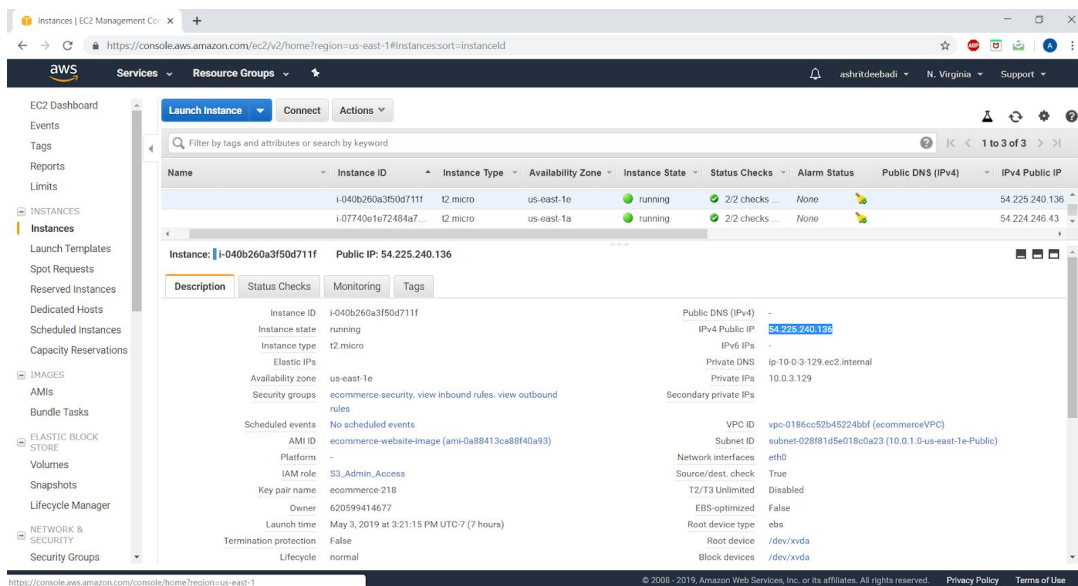 Instances | EC2 Management Con
https://console.aws.amazon.com/ec2/v2/home?region=us-east-1#Instances:sort=instanceId
ABP A
aws Services Resource Groups ashritdeebadi N. Virginia Support
EC2 Dashboard
Events
Tags
Reports
Limits
INSTANCES
Instances
Launch Templates
Spot Requests
Reserved Instances
Dedicated Hosts
Scheduled Instances
Capacity Reservations
IMAGES
AMIs
Bundle Tasks
ELASTIC BLOCK
STORE
Volumes
Snapshots
Lifecycle Manager
NETWORK &
SECURITY
Security Groups
Launch Instance Connect Actions
Filter by tags and attributes or search by keyword 1 to 3 of 3
Name Instance ID Instance Type Availability Zone Instance State Status Checks Alarm Status Public DNS (IPv4) IPv4 Public IP
i-040b260a3f50d711f t2.micro us-east-1e running 2/2 checks ... None 54.225.240.136
i-07740e1e72484a7... t2.micro us-east-1a running 2/2 checks ... None 54.224.246.43
Instance: i-040b260a3f50d711f Public IP: 54.225.240.136
Description Status Checks Monitoring Tags
Instance ID i-040b260a3f50d711f
Instance state running
Instance type t2.micro
Elastic IPs
Availability zone us-east-1e
Security groups ecommerce-security. view inbound rules. view outbound
rules
Scheduled events No scheduled events
AMI ID ecommerce-website-image (ami-0a88413ca88f40a93)
Platform -
IAM role S3_Admin_Access
Key pair name ecommerce-218
Owner 620599414677
Launch time May 3, 2019 at 3:21:15 PM UTC-7 (7 hours)
Termination protection False
Lifecycle normal
Public DNS (IPv4) -
IPv4 Public IP 54.225.240.136
IPv6 IPs -
Private DNS ip-10-0-3-129.ec2.internal
Private IPs 10.0.3.129
Secondary private IPs
VPC ID vpc-0186cc52b45224bbf (ecommerceVPC)
Subnet ID subnet-028f81d5e018c0a23 (10.0.1.0-us-east-1e-Public)
Network interfaces eth0
Source/dest. check True
T2/T3 Unlimited Disabled
EBS-optimized False
Root device type ebs
Root device /dev/xvda
Block devices /dev/xvda
https://console.aws.amazon.com/console/home?region=us-east-1
© 2008 - 2019, Amazon Web Services, Inc. or its affiliates. All rights reserved. Privacy Policy Terms of Use